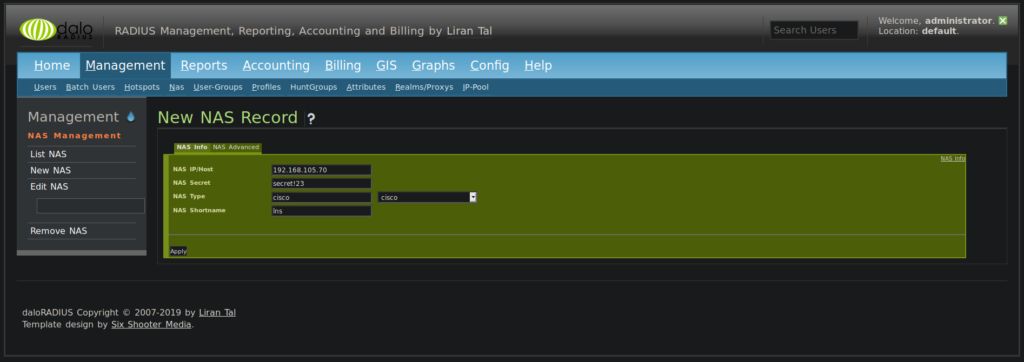 dalo
RADIUS
RADIUS Management, Reporting, Accounting and Billing by Liran Tal
Search Users
Welcome, administrator.
Location: default.
Home Management Reports Accounting Billing GIS Graphs Config Help
Users Batch Users Hotspots Nas User-Groups Profiles HuntGroups Attributes Realms/Proxys IP-Pool
Management
NAS Management
List NAS
New NAS
Edit NAS
Remove NAS
New NAS Record ?
NAS Info NAS Advanced
NAS Info
NAS IP/Host 192.168.105.70
NAS Secret secret!23
NAS Type cisco cisco
NAS Shortname lns
Apply
daloRADIUS Copyright © 2007-2019 by Liran Tal
Template design by Six Shooter Media.